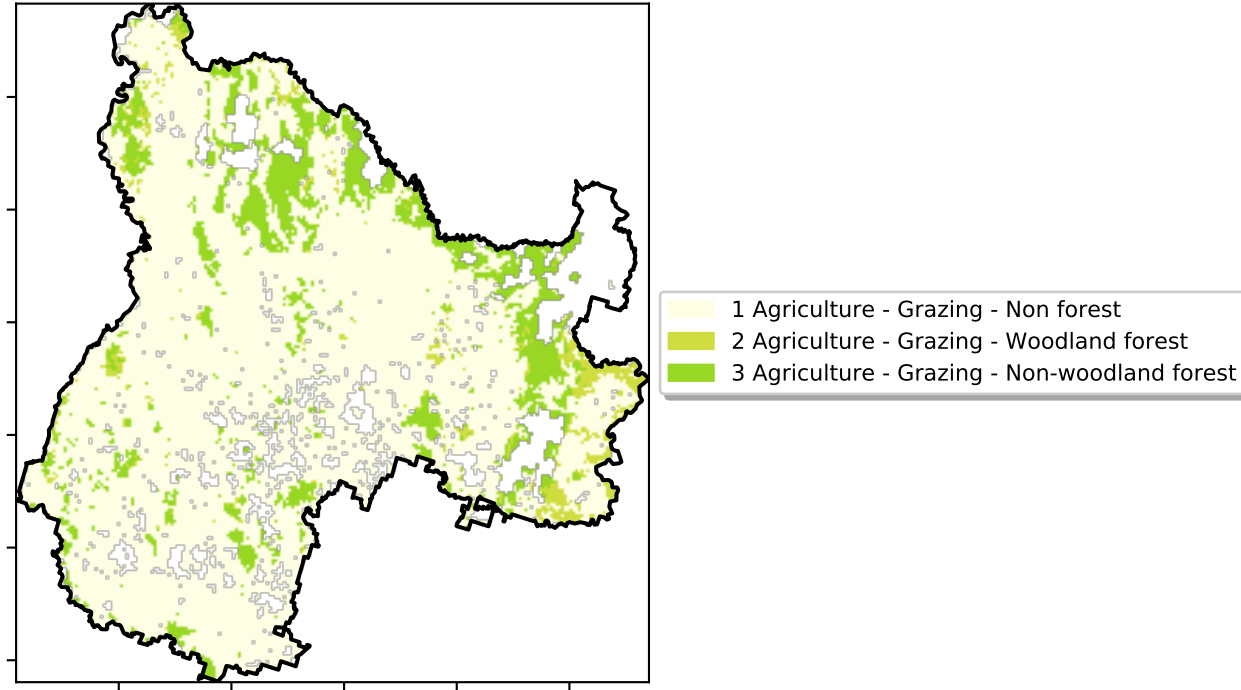 1 Agriculture - Grazing - Non forest
2 Agriculture - Grazing - Woodland forest
3 Agriculture - Grazing - Non-woodland forest